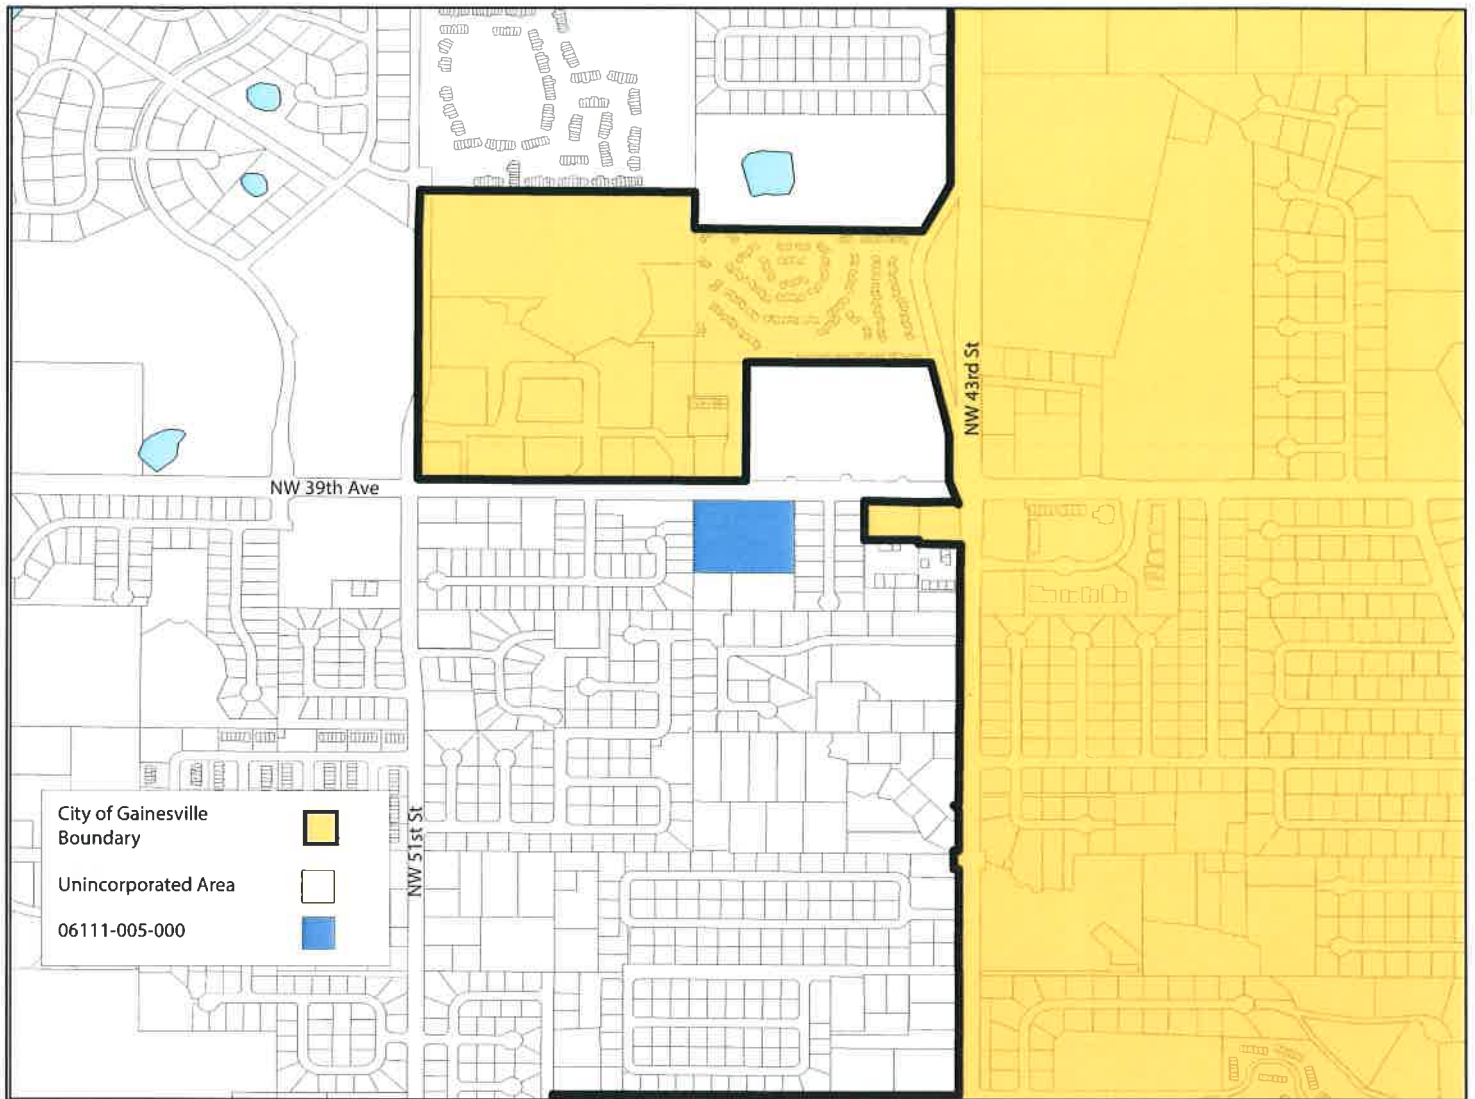 NW 43rd St
NW 39th Ave
NW 51st St
City of Gainesville
Boundary
Unincorporated Area
06111-005-000